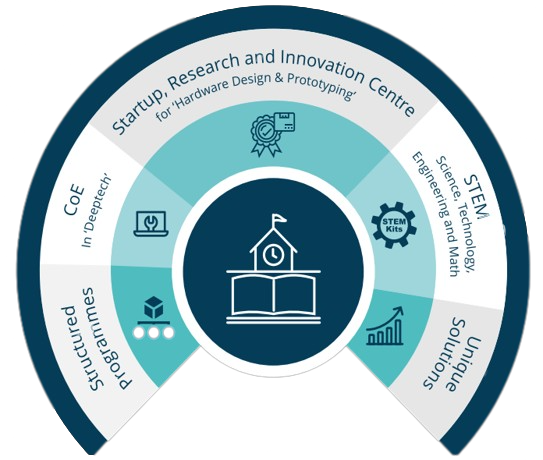 Startup, Research and Innovation Centre
for 'Hardware Design & Prototyping'
CoE
In 'Deeptech'
STEM
Science, Technology,
Engineering and Math
STEM
Kits
Structured
programmes
Unique
Solutions